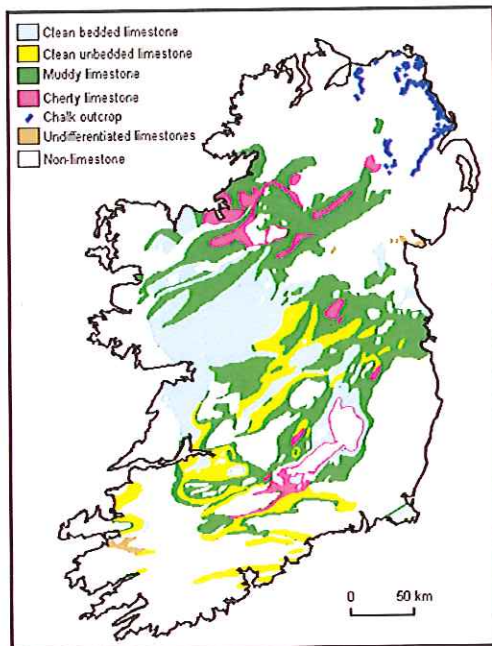 Clean bedded limestone
Clean unbedded limestone
Muddy limestone
Cherty limestone
Chalk outcrop
Undifferentiated limestones
Non-limestone
0 50 km